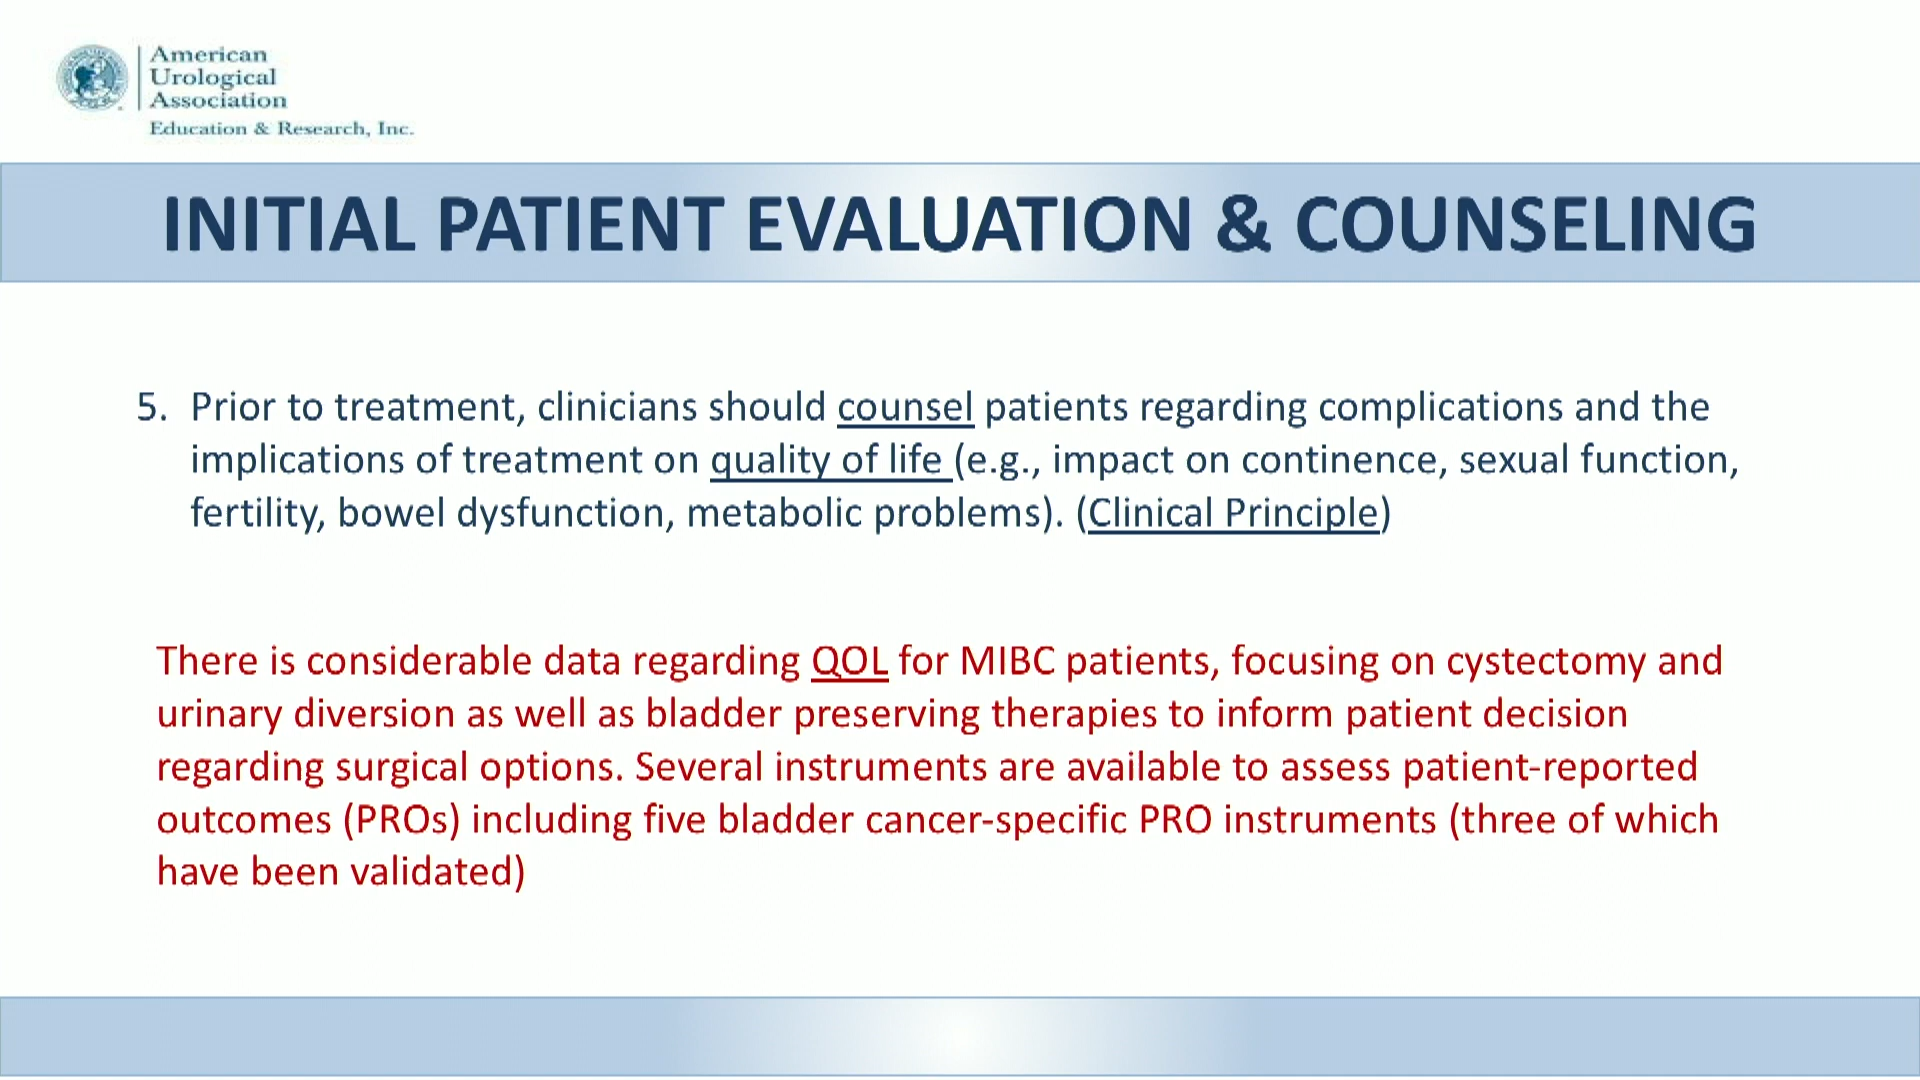 American
Urological
Association
Education & Research, Inc.
INITIAL PATIENT EVALUATION & COUNSELING
5. Prior to treatment, clinicians should counsel patients regarding complications and the
implications of treatment on quality of life (e.g., impact on continence, sexual function,
fertility, bowel dysfunction, metabolic problems). (Clinical Principle)
There is considerable data regarding QOL for MIBC patients, focusing on cystectomy and
urinary diversion as well as bladder preserving therapies to inform patient decision
regarding surgical options. Several instruments are available to assess patient-reported
outcomes (PROs) including five bladder cancer-specific PRO instruments (three of which
have been validated)